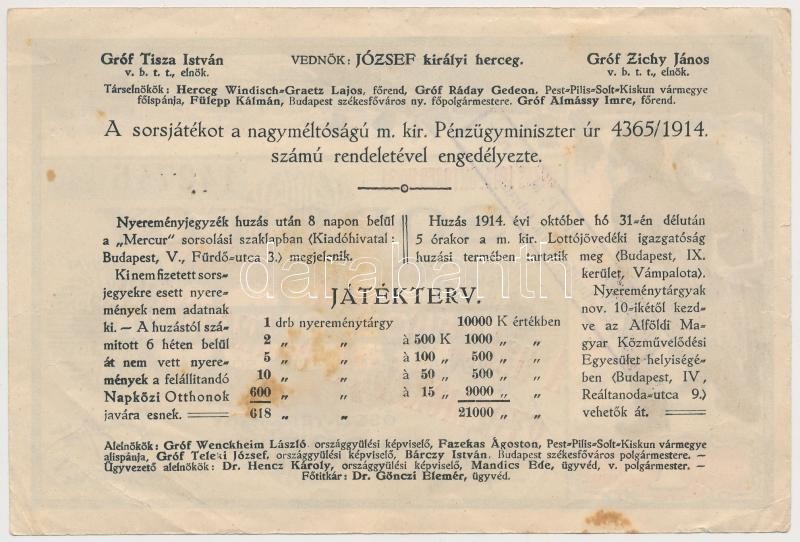 Gróf Tisza István
v. b. t. t., elnök.
VEDNÖK: JÓZSEF királyi herceg.
Gróf Zichy János
v. b. t. t., elnök.
Társelnökök: Herceg Windisch-Graetz Lajos, főrend, Gróf Ráday Gedeon, Pest-Pilis-Solt-Kiskun vármegye
főispánja, Fülepp Kálmán, Budapest székesfőváros ny. főpolgármestere. Gróf Almássy Imre, főrend.
A sorsjátékot a nagyméltóságú m. kir. Pénzügyminiszter úr 4365/1914.
számú rendeletével engedélyezte.
Nyereményjegyzék huzás után 8 napon belül
a „Mercur" sorsolási szaklapban (Kiadóhivatal:
Budapest, V., Fürdő-utca 3.) megjelenik.
Ki nem fizetett sors-
jegyekre esett nyere-
mények nem adatnak
ki. — A huzástól szá-
mitott 6 héten belül
át nem vett nyere-
mények a felállitandó
Napközi Otthonok
javára esnek.
Huzás 1914. évi október hó 31-én délután
5 órakor a m. kir. Lottójövedéki igazgatóság
huzási termében tartatik meg (Budapest, IX.
kerület, Vámpalota).
Nyereménytárgyak
nov. 10-ikétől kezd-
ve az Alföldi Ma-
gyar Közművelődési
Egyesület helyiségé-
ben (Budapest, IV,
Reáltanoda-utca 9.)
vehetők át.
JÁTÉKTERV.
1 drb nyereménytárgy 10000 K értékben
2 „ „ à 500 K 1000 „ „
5 „ „ à 100 „ 500 „ „
10 „ „ à 50 „ 500 „ „
600 „ „ à 15 „ 9000 „ „
618 „ „ 21000 „ „
Alelnökök: Gróf Wenckheim László országgyülési képviselő, Fazekas Ágoston, Pest-Pilis-Solt-Kiskun vármegye
alispánja, Gróf Teleki József, országgyülési képviselő, Bárczy István, Budapest székesfőváros polgármestere. —
Ügyvezető alelnökök: Dr. Hencz Károly, országgyülési képviselő, Mandics Ede, ügyvéd, v. polgármester. —
Főtitkár: Dr. Gönczi Elemér, ügyvéd.
darabanth